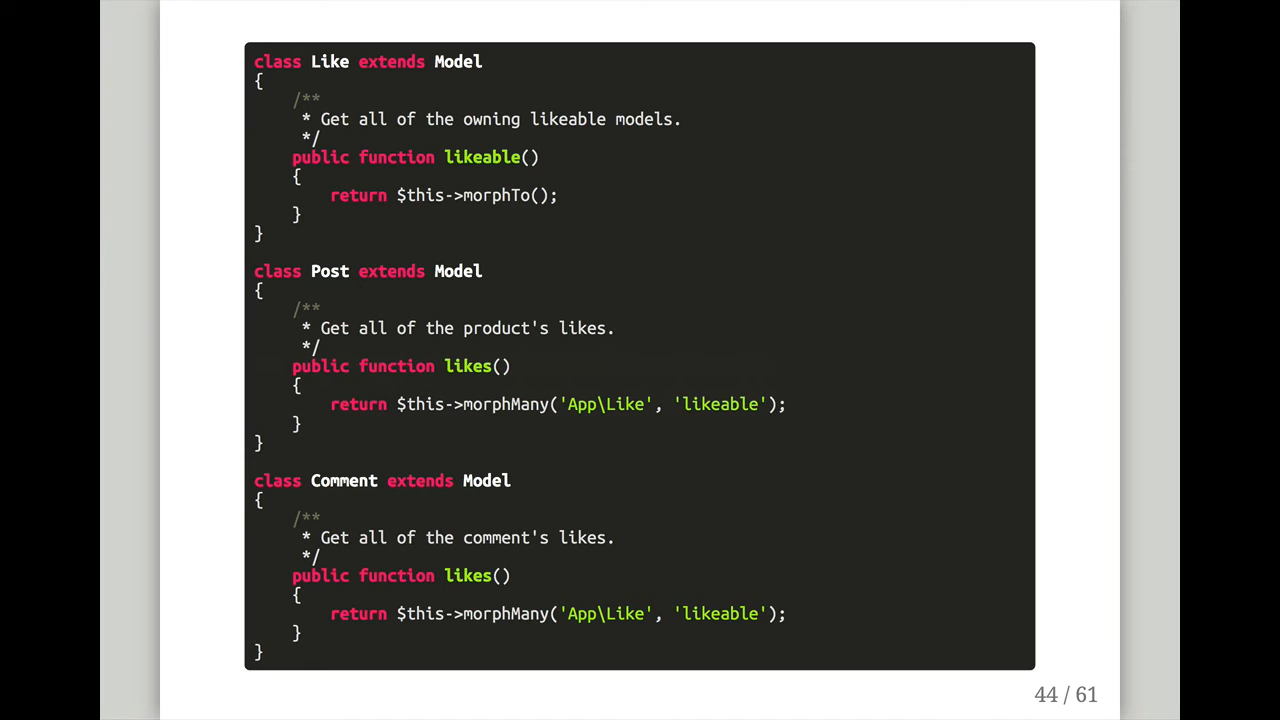 class Like extends Model
{
    /**
     * Get all of the owning likeable models.
     */
    public function likeable()
    {
        return $this->morphTo();
    }
}
class Post extends Model
{
    /**
     * Get all of the product's likes.
     */
    public function likes()
    {
        return $this->morphMany('App\Like', 'likeable');
    }
}
class Comment extends Model
{
    /**
     * Get all of the comment's likes.
     */
    public function likes()
    {
        return $this->morphMany('App\Like', 'likeable');
    }
}
44 / 61